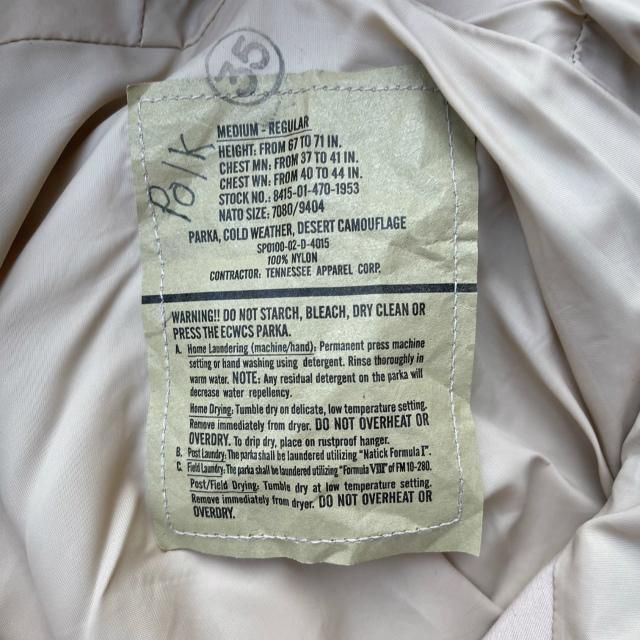 35
Polk
MEDIUM - REGULAR
HEIGHT: FROM 67 TO 71 IN.
CHEST MN: FROM 37 TO 41 IN.
CHEST WN: FROM 40 TO 44 IN.
STOCK NO.: 8415-01-470-1953
NATO SIZE: 7080/9404
PARKA, COLD WEATHER, DESERT CAMOUFLAGE
SPO100-02-D-4015
100% NYLON
CONTRACTOR: TENNESSEE APPAREL CORP.
WARNING!! DO NOT STARCH, BLEACH, DRY CLEAN OR
PRESS THE ECWCS PARKA.
A. Home Laundering (machine/hand): Permanent press machine
setting or hand washing using detergent. Rinse thoroughly in
warm water. NOTE: Any residual detergent on the parka will
decrease water repellency.
Home Drying: Tumble dry on delicate, low temperature setting.
Remove immediately from dryer. DO NOT OVERHEAT OR
OVERDRY. To drip dry, place on rustproof hanger.
B. Post Laundry: The parka shall be laundered utilizing "Natick Formula I".
C. Field Laundry: The parka shall be laundered utilizing "Formula VIII" of FM 10-280.
Post/Field Drying: Tumble dry at low temperature setting.
Remove immediately from dryer. DO NOT OVERHEAT OR
OVERDRY.